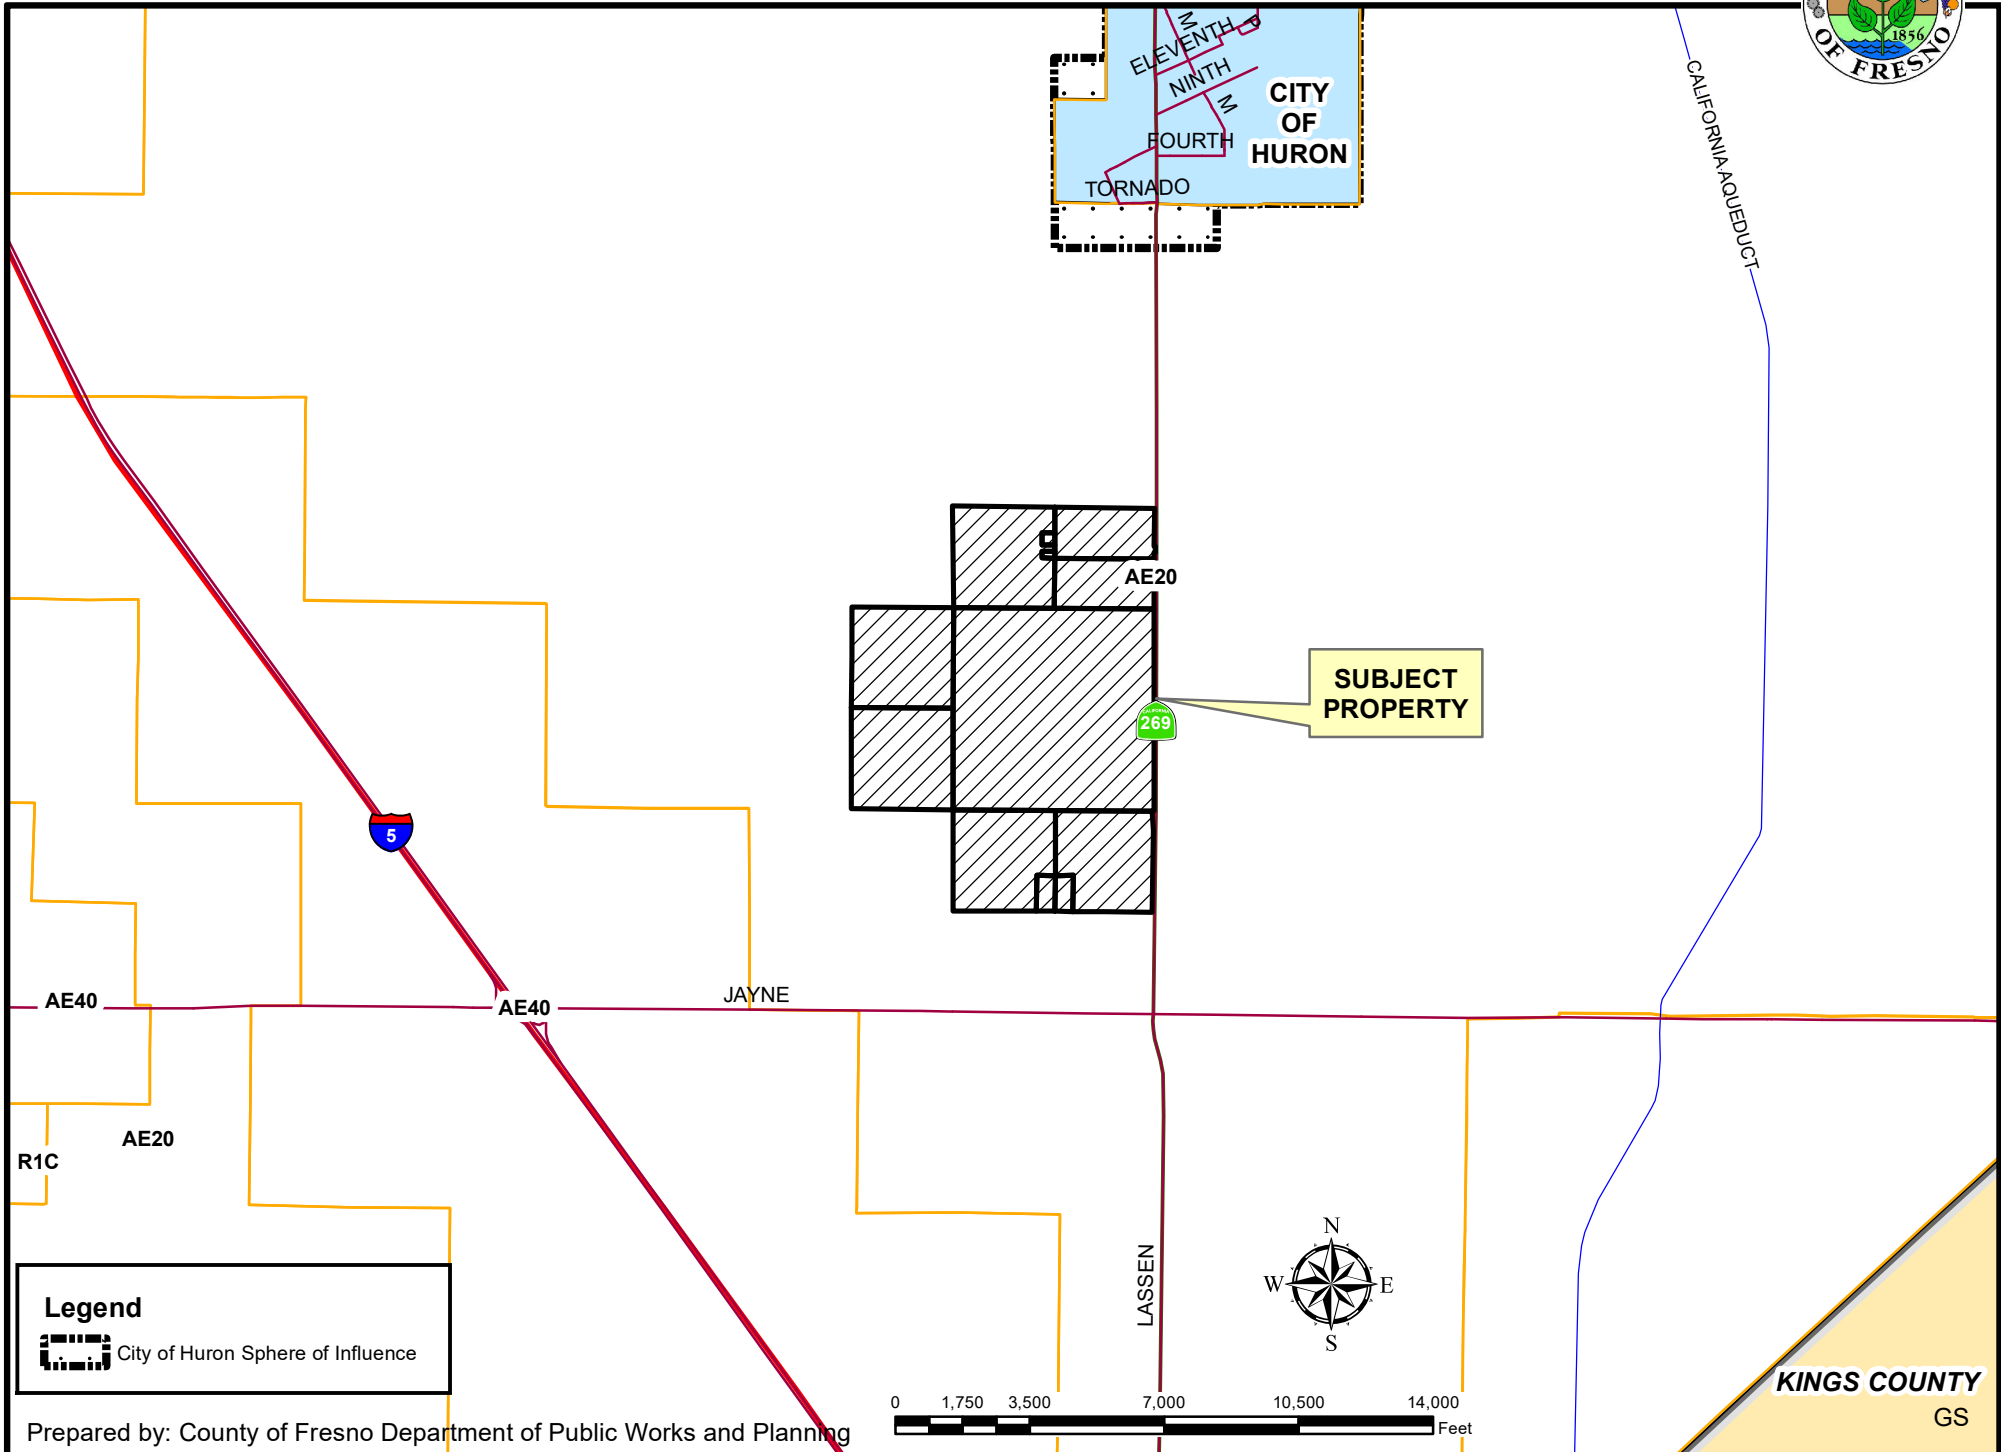 1856
OF FRESNO
M
P
ELEVENTH
NINTH
M
CITY
OF
HURON
FOURTH
TORNADO
CALIFORNIA AQUEDUCT
AE20
SUBJECT
PROPERTY
CALIFORNIA
269
5
AE40
AE40
JAYNE
AE20
R1C
LASSEN
N
W
E
S
Legend
City of Huron Sphere of Influence
KINGS COUNTY
GS
0 1,750 3,500 7,000 10,500 14,000
Feet
Prepared by: County of Fresno Department of Public Works and Planning